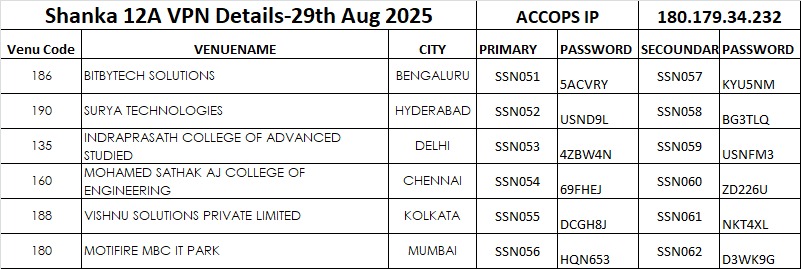 Shanka 12A VPN Details-29th Aug 2025 ACCOPS IP 180.179.34.232
Venu Code VENUENAME CITY PRIMARY PASSWORD SECOUNDAR PASSWORD
186 BITBYTECH SOLUTIONS BENGALURU SSN051 5ACVRY SSN057 KYU5NM
190 SURYA TECHNOLOGIES HYDERABAD SSN052 USND9L SSN058 BG3TLQ
135 INDRAPRASATH COLLEGE OF ADVANCED
STUDIED DELHI SSN053 4ZBW4N SSN059 USNFM3
160 MOHAMED SATHAK AJ COLLEGE OF
ENGINEERING CHENNAI SSN054 69FHEJ SSN060 ZD226U
188 VISHNU SOLUTIONS PRIVATE LIMITED KOLKATA SSN055 DCGH8J SSN061 NKT4XL
180 MOTIFIRE MBC IT PARK MUMBAI SSN056 HQN653 SSN062 D3WK9G